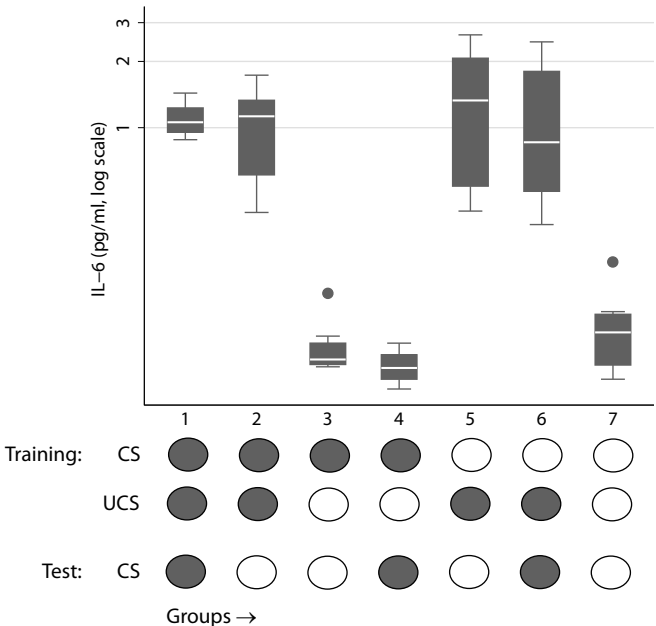 3
2
1
IL–6 (pg/ml, log scale)
1 2 3 4 5 6 7
Training: CS
UCS
Test: CS
Groups →